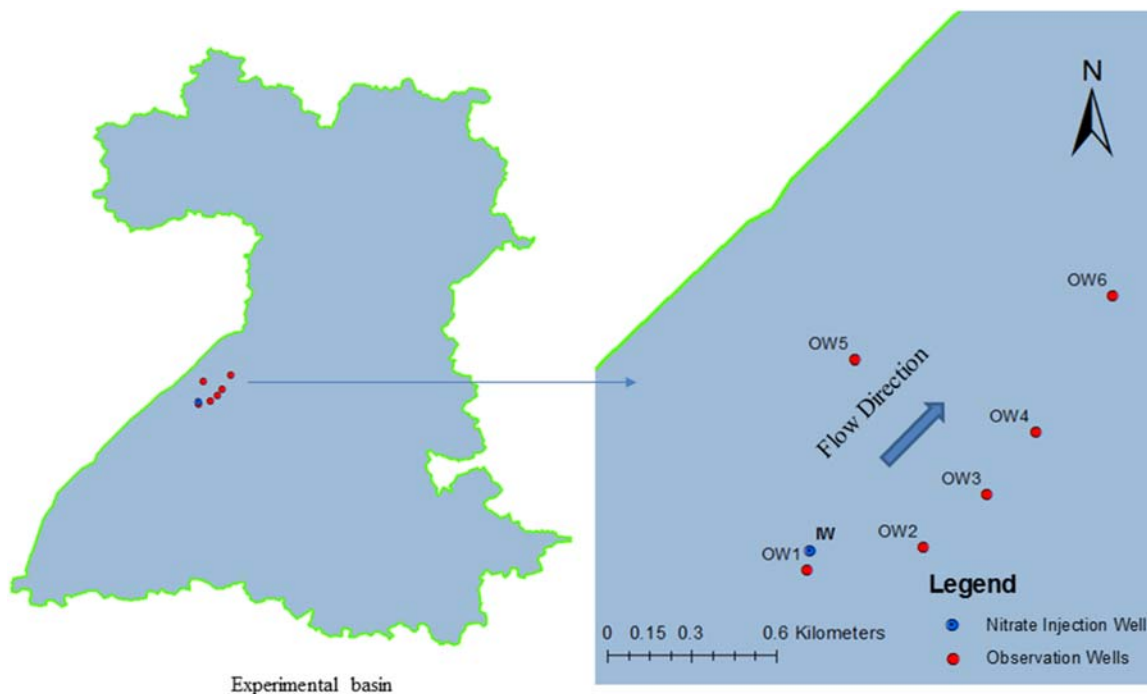 N
OW6
OW5
Flow Direction
OW4
OW3
IW
OW2
OW1
Legend
0 0.15 0.3 0.6 Kilometers
Nitrate Injection Well
Observation Wells
Experimental basin